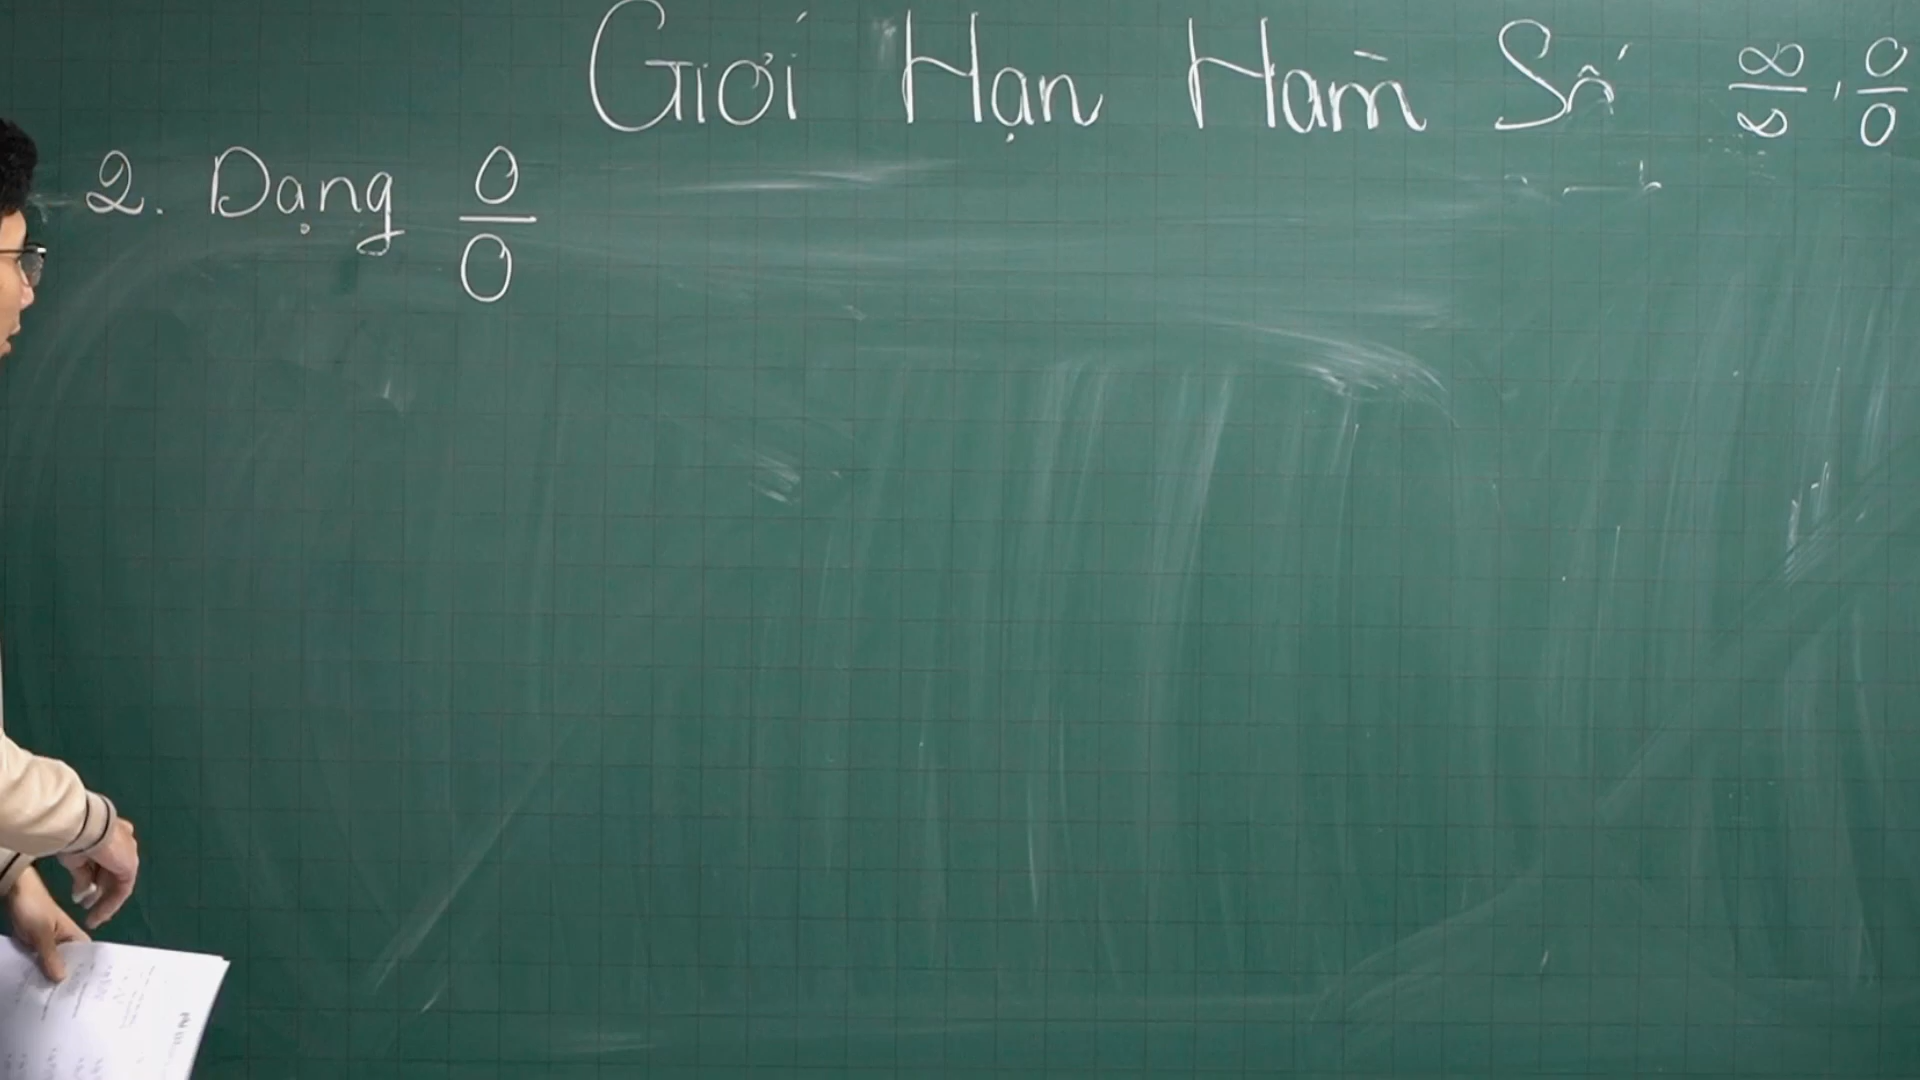 Giới Hạn Hàm Số ∞/∞, 0/0
2. Dạng 0/0